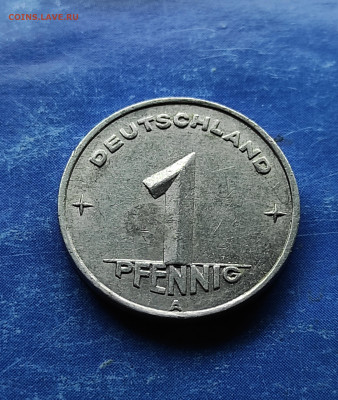 COINS.LAVE.RU
DEUTSCHLAND
1
PFENNIG
A